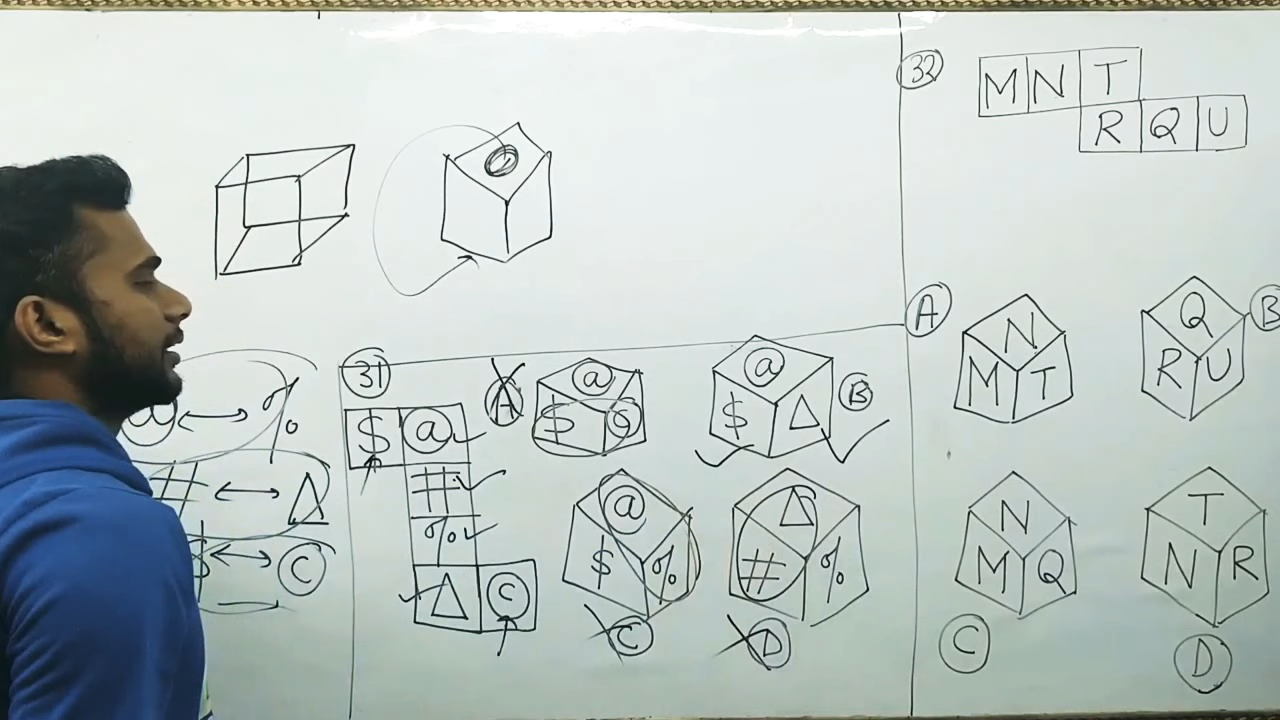 32
M N T
R Q U
A
N
M T
Q
R U
B
N
M Q
C
T
N R
D
31
$ @
#
%
Δ C
A
@
$ C
@
$ Δ
B
@
$ %
C
Δ
# %
D
@ ↔ %
# ↔ Δ
$ ↔ C